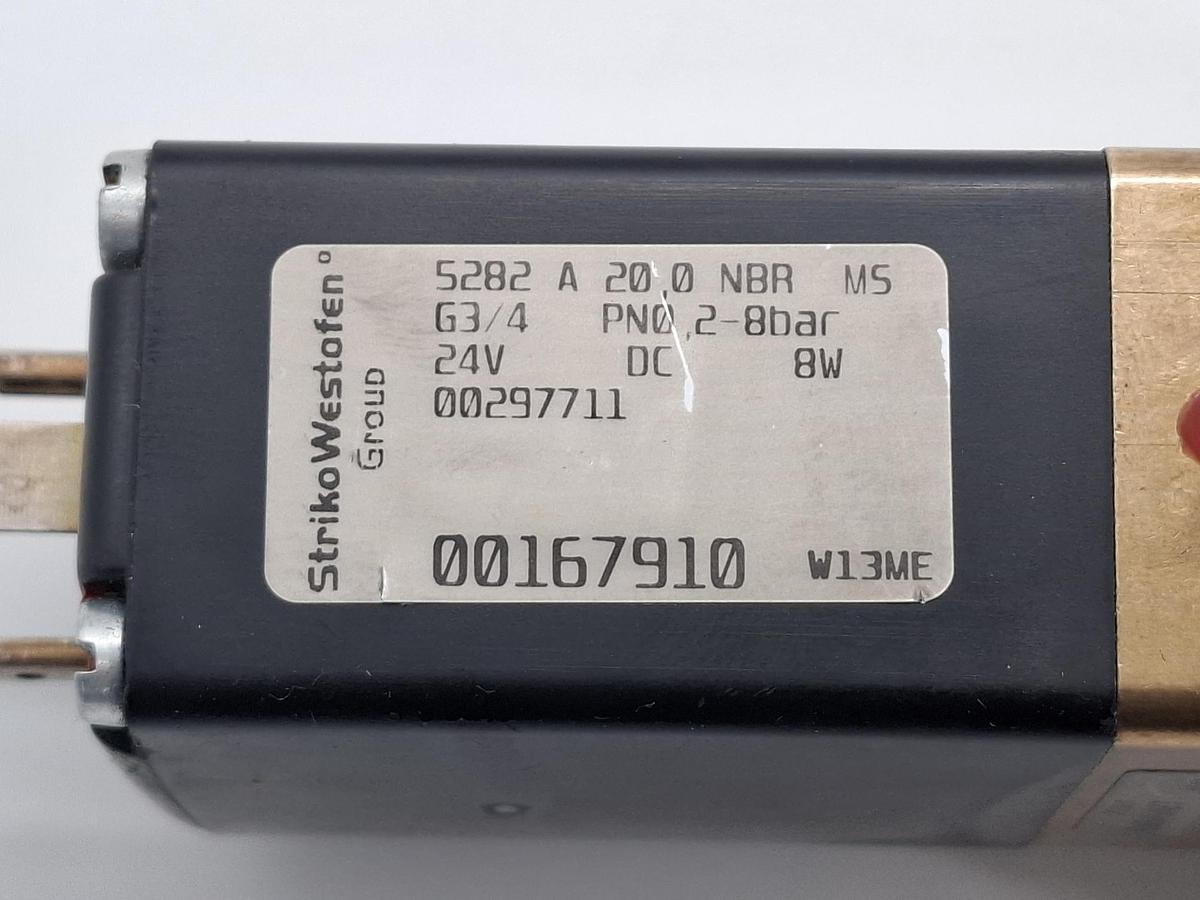 StrikoWestofen°
Group
5282 A 20,0 NBR MS
G3/4 PN0,2-8bar
24V DC 8W
00297711
00167910 W13ME